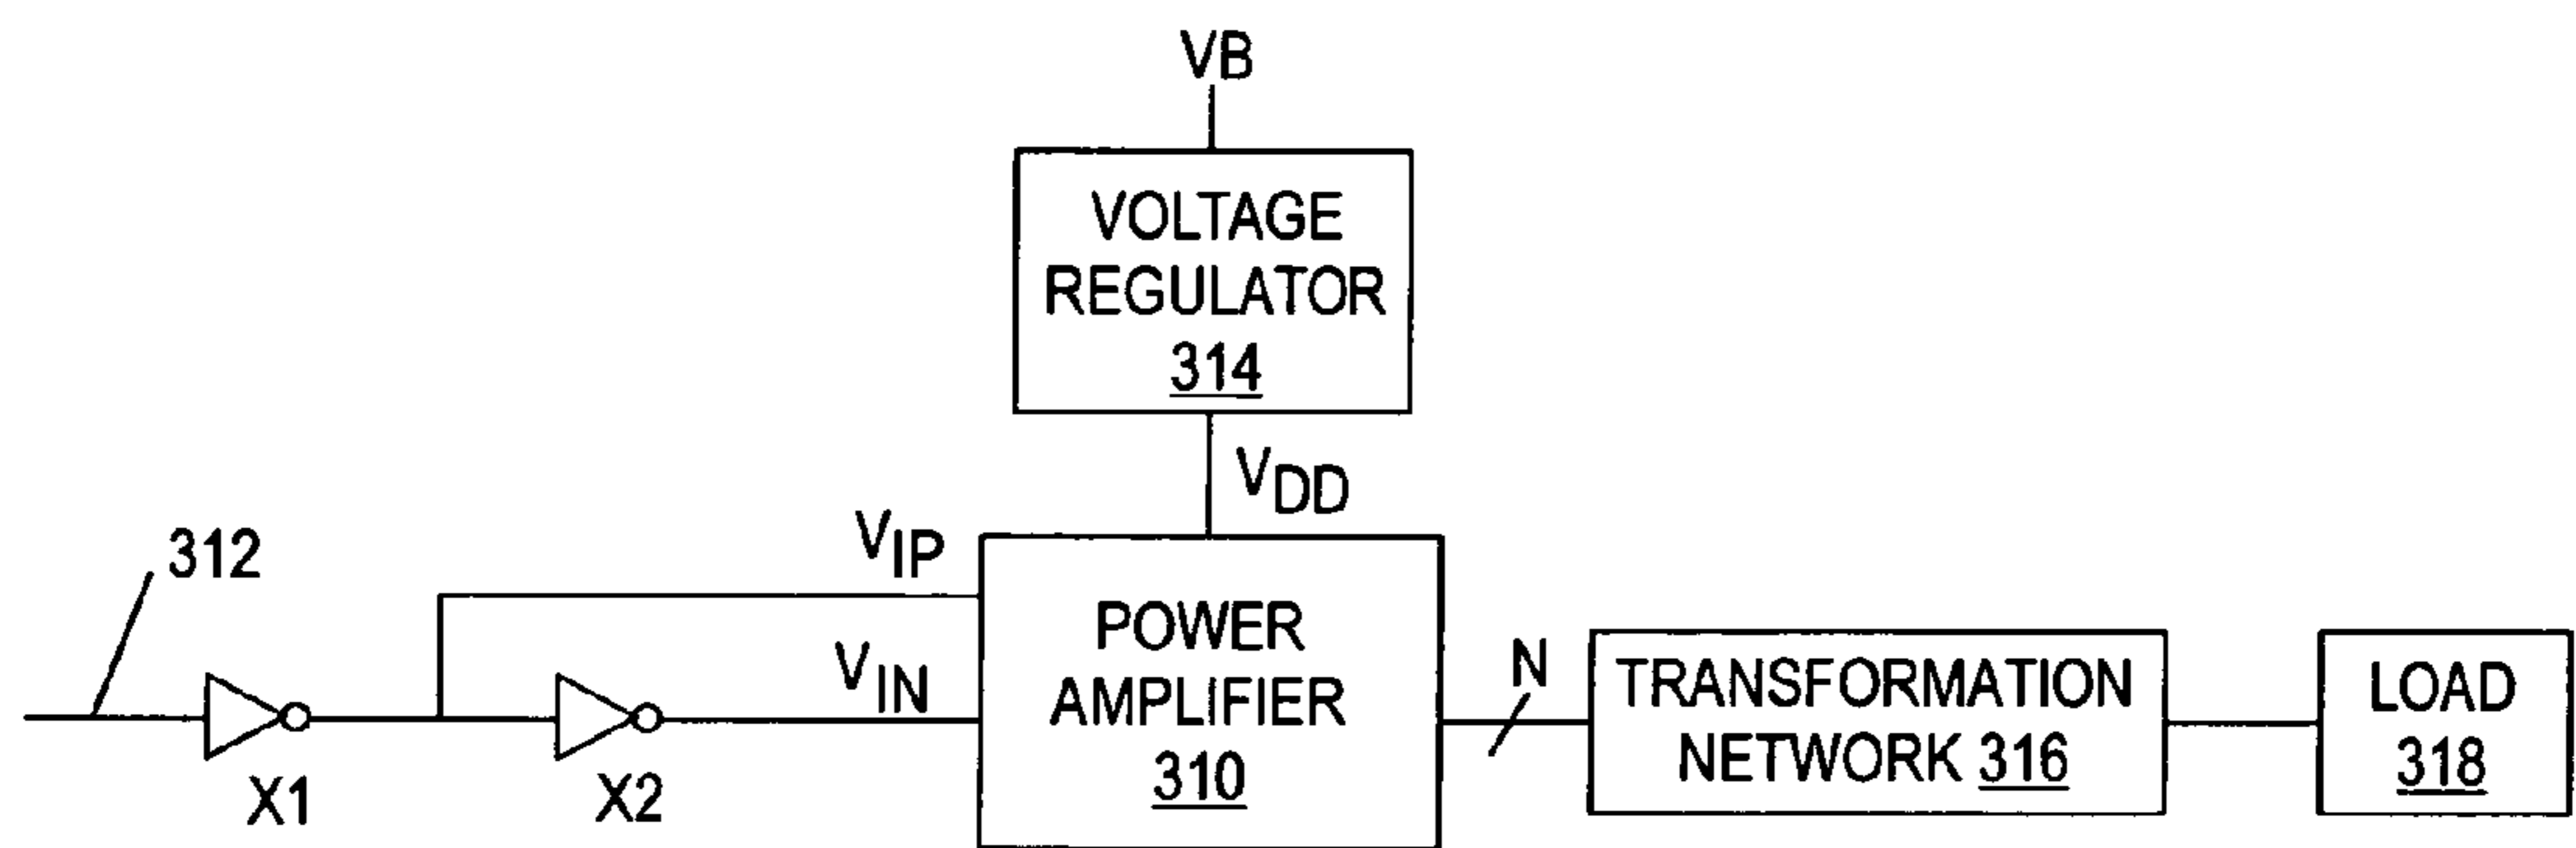 VB
VOLTAGE
REGULATOR
314
VDD
312
VIP
VIN
X1
X2
POWER
AMPLIFIER
310
N
TRANSFORMATION
NETWORK 316
LOAD
318